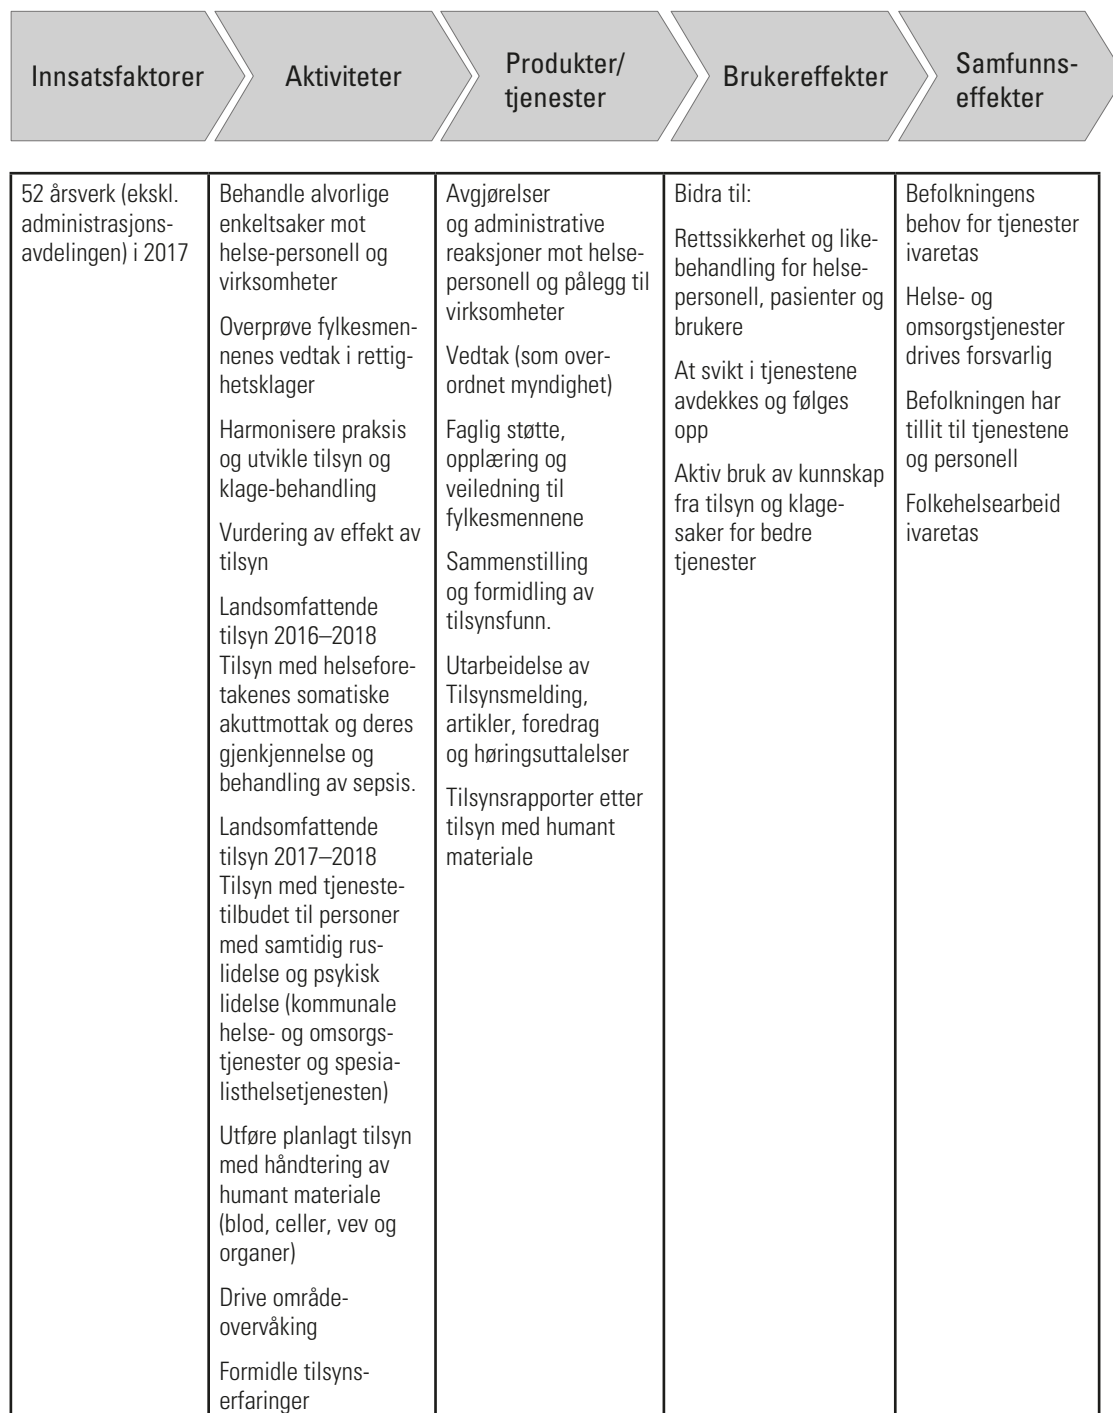 Innsatsfaktorer
Aktiviteter
Produkter/
tjenester
Brukereffekter
Samfunns-
effekter
52 årsverk (ekskl.
administrasjons-
avdelingen) i 2017
Behandle alvorlige
enkeltsaker mot
helse-personell og
virksomheter
Overprøve fylkesmen-
nenes vedtak i rettig-
hetsklager
Harmonisere praksis
og utvikle tilsyn og
klage-behandling
Vurdering av effekt av
tilsyn
Landsomfattende
tilsyn 2016–2018
Tilsyn med helsefore-
takenes somatiske
akuttmottak og deres
gjenkjennelse og
behandling av sepsis.
Landsomfattende
tilsyn 2017–2018
Tilsyn med tjeneste-
tilbudet til personer
med samtidig rus-
lidelse og psykisk
lidelse (kommunale
helse- og omsorgs-
tjenester og spesia-
listhelsetjenesten)
Utføre planlagt tilsyn
med håndtering av
humant materiale
(blod, celler, vev og
organer)
Drive område-
overvåking
Formidle tilsyns-
erfaringer
Avgjørelser
og administrative
reaksjoner mot helse-
personell og pålegg til
virksomheter
Vedtak (som over-
ordnet myndighet)
Faglig støtte,
opplæring og
veiledning til
fylkesmennene
Sammenstilling
og formidling av
tilsynsfunn.
Utarbeidelse av
Tilsynsmelding,
artikler, foredrag
og høringsuttalelser
Tilsynsrapporter etter
tilsyn med humant
materiale
Bidra til:
Rettssikkerhet og like-
behandling for helse-
personell, pasienter og
brukere
At svikt i tjenestene
avdekkes og følges
opp
Aktiv bruk av kunnskap
fra tilsyn og klage-
saker for bedre
tjenester
Befolkningens
behov for tjenester
ivaretas
Helse- og
omsorgstjenester
drives forsvarlig
Befolkningen har
tillit til tjenestene
og personell
Folkehelsearbeid
ivaretas